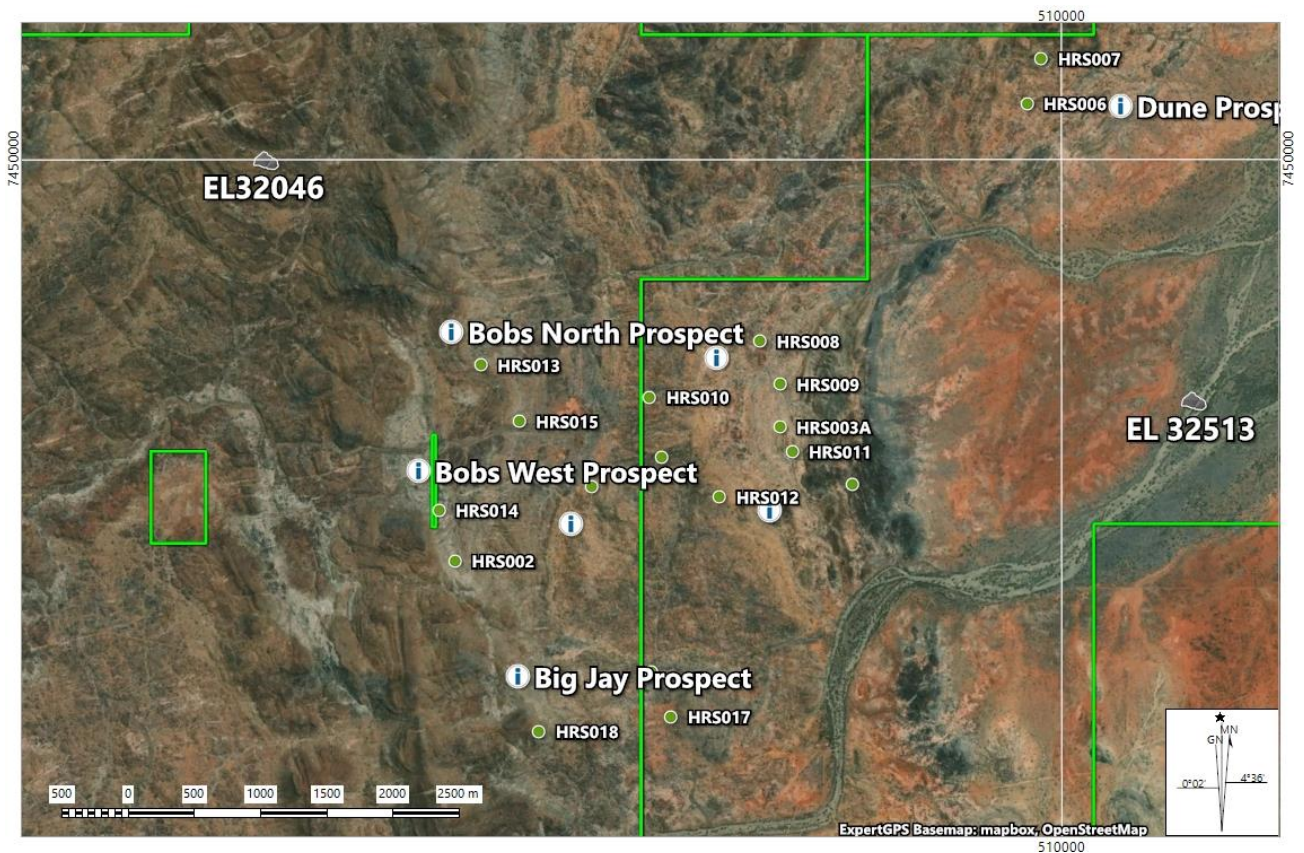 510000
HRS007
HRS006
Dune Prosp
7450000
7450000
EL32046
Bobs North Prospect
HRS008
HRS013
HRS009
HRS010
EL 32513
HRS015
HRS003A
HRS011
Bobs West Prospect
HRS012
HRS014
HRS002
Big Jay Prospect
HRS017
HRS018
MN
GN
0°02'
4°36'
500 0 500 1000 1500 2000 2500 m
ExpertGPS Basemap: mapbox, OpenStreetMap
510000